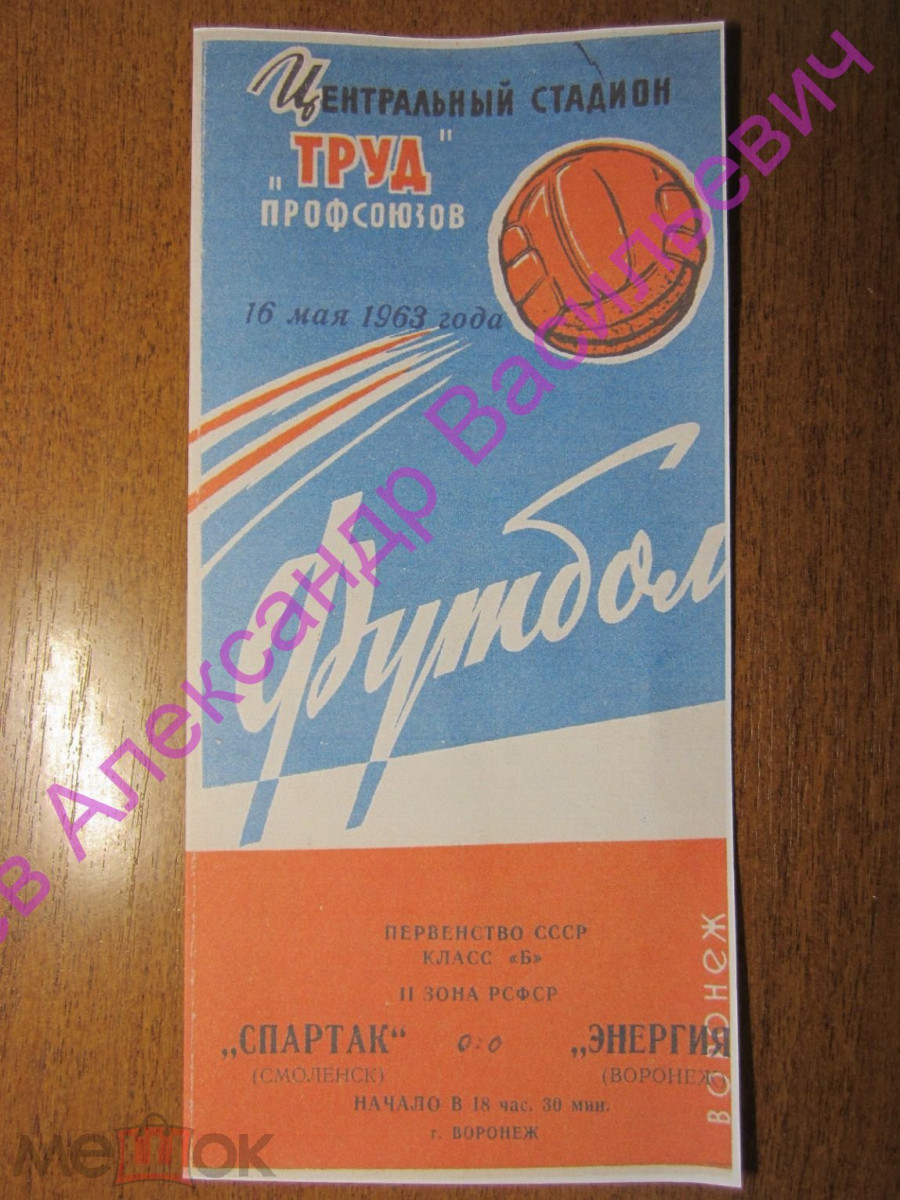 Центральный стадион
"ТРУД"
ПРОФСОЮЗОВ
16 мая 1963 года
Футбол
ПЕРВЕНСТВО СССР
КЛАСС «Б»
II ЗОНА РСФСР
„СПАРТАК“ 0:0 „ЭНЕРГИЯ
(СМОЛЕНСК) (ВОРОНЕЖ)
НАЧАЛО В 18 час. 30 мин.
г. ВОРОНЕЖ
ВОРОНеЖ
Александр Васильевич
мешок